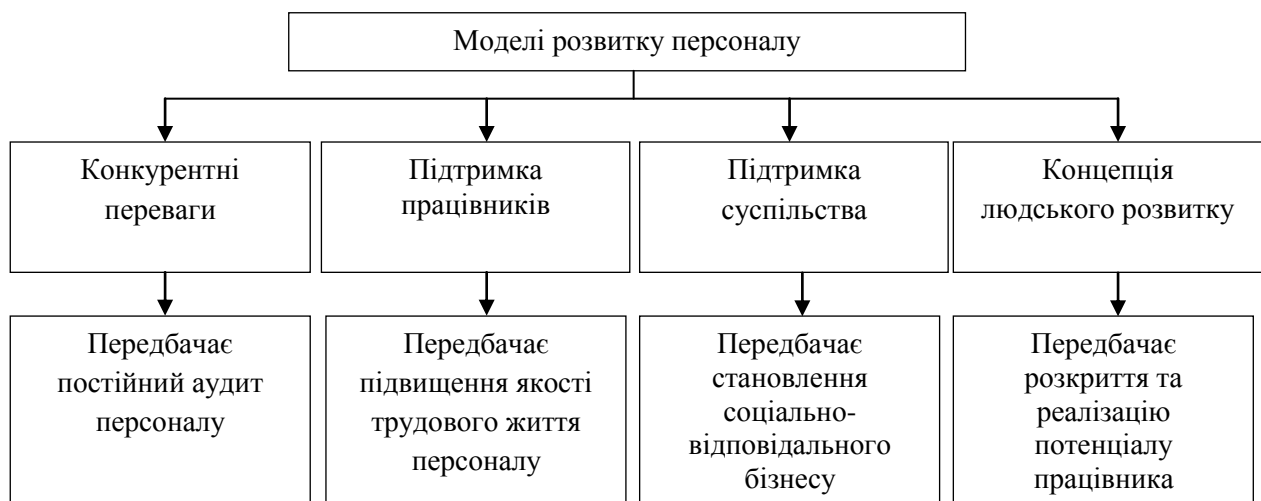 Моделі розвитку персоналу
Конкурентні
переваги
Підтримка
працівників
Підтримка
суспільства
Концепція
людського розвитку
Передбачає
постійний аудит
персоналу
Передбачає
підвищення якості
трудового життя
персоналу
Передбачає
становлення
соціально-
відповідального
бізнесу
Передбачає
розкриття та
реалізацію
потенціалу
працівника